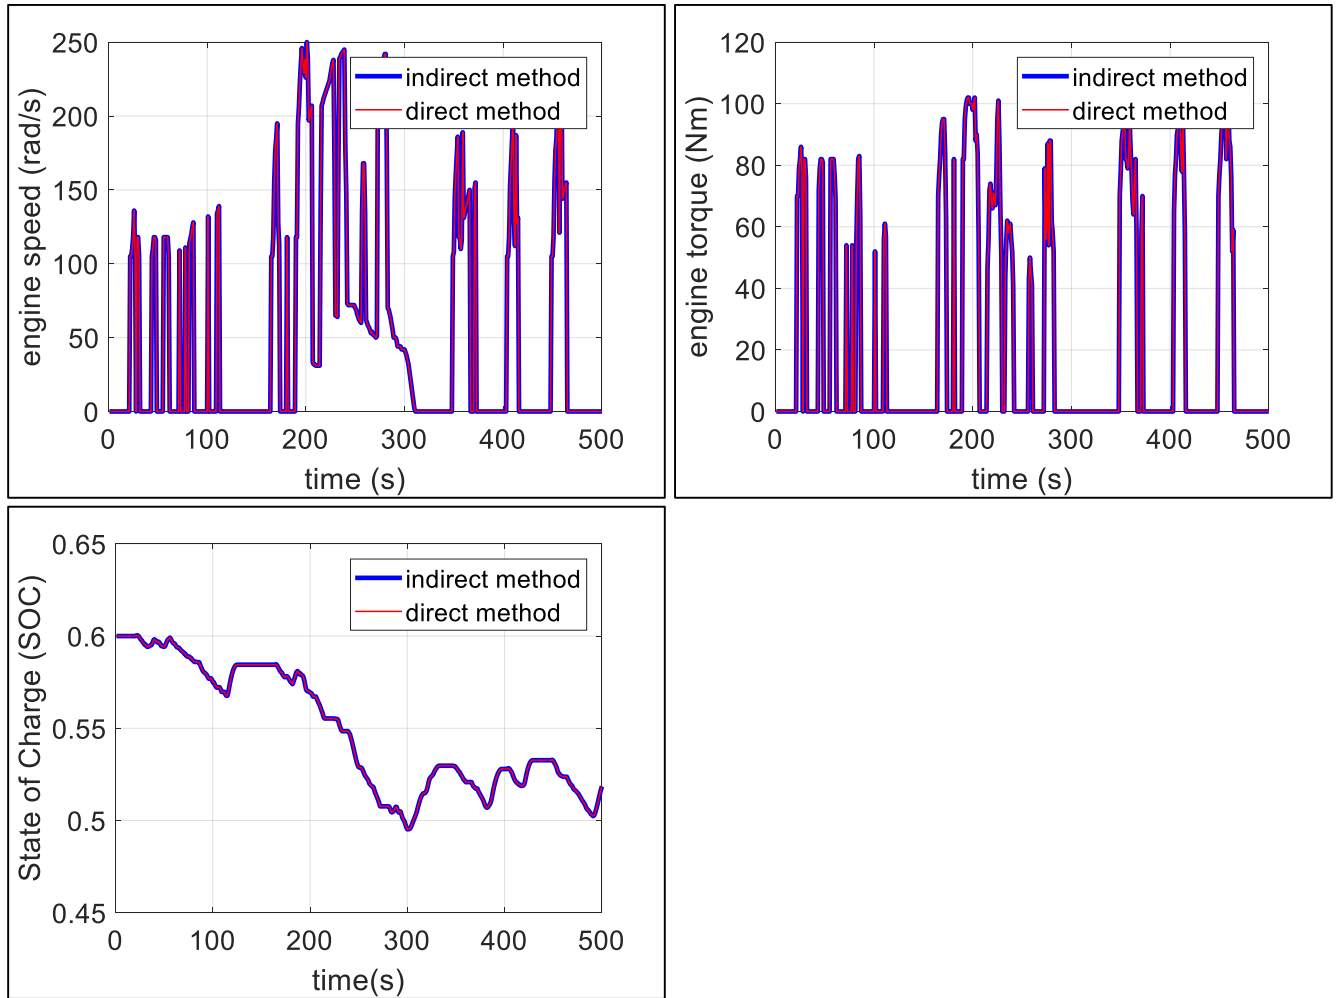 250
200
150
100
50
0
engine speed (rad/s)
indirect method
direct method
0 100 200 300 400 500
time (s)
120
100
80
60
40
20
0
engine torque (Nm)
indirect method
direct method
0 100 200 300 400 500
time (s)
0.65
0.6
0.55
0.5
0.45
State of Charge (SOC)
indirect method
direct method
0 100 200 300 400 500
time(s)